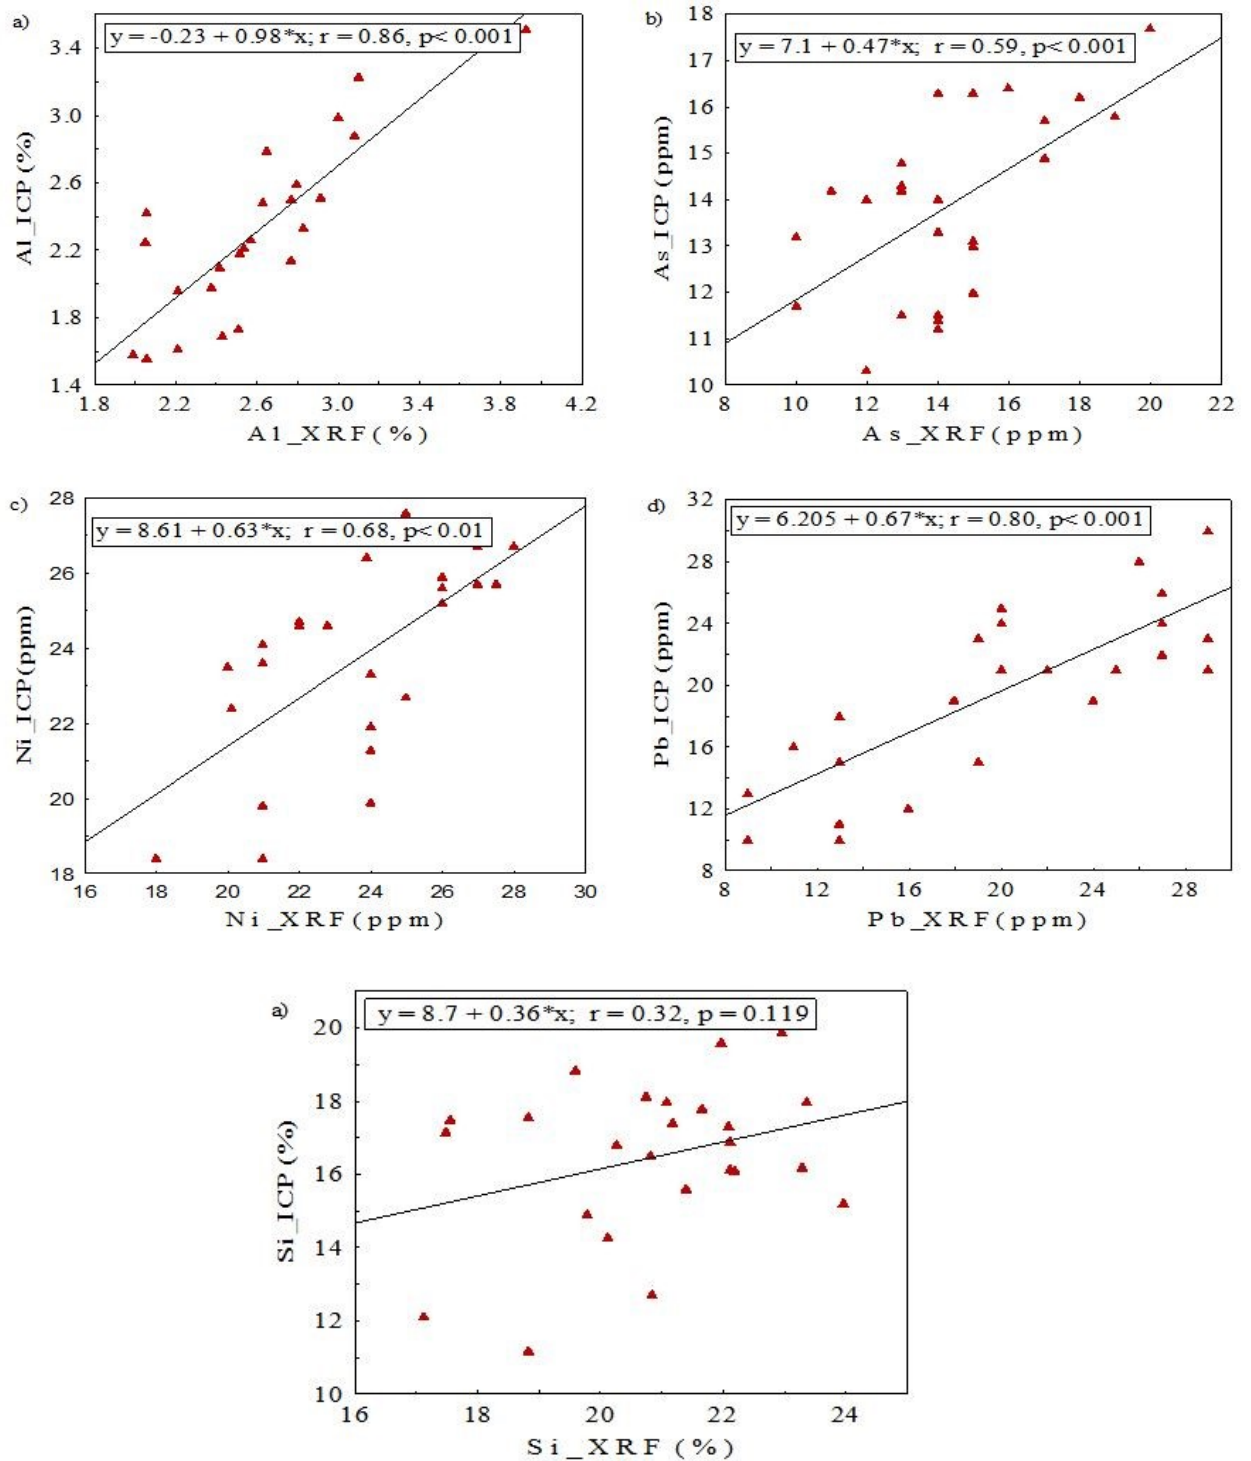 a)
y = -0.23 + 0.98*x; r = 0.86, p< 0.001
3.4
3.0
2.6
2.2
1.8
1.4
Al_ICP (%)
1.8 2.2 2.6 3.0 3.4 3.8 4.2
Al_XRF(%)
b)
y = 7.1 + 0.47*x; r = 0.59, p< 0.001
18
17
16
15
14
13
12
11
10
As_ICP (ppm)
8 10 12 14 16 18 20 22
As_XRF(ppm)
c)
y = 8.61 + 0.63*x; r = 0.68, p< 0.01
28
26
24
22
20
18
Ni_ICP(ppm)
16 18 20 22 24 26 28 30
Ni_XRF(ppm)
d)
y = 6.205 + 0.67*x; r = 0.80, p< 0.001
32
28
24
20
16
12
8
Pb_ICP (ppm)
8 12 16 20 24 28
Pb_XRF(ppm)
a)
y = 8.7 + 0.36*x; r = 0.32, p = 0.119
20
18
16
14
12
10
Si_ICP (%)
16 18 20 22 24
Si_XRF (%)